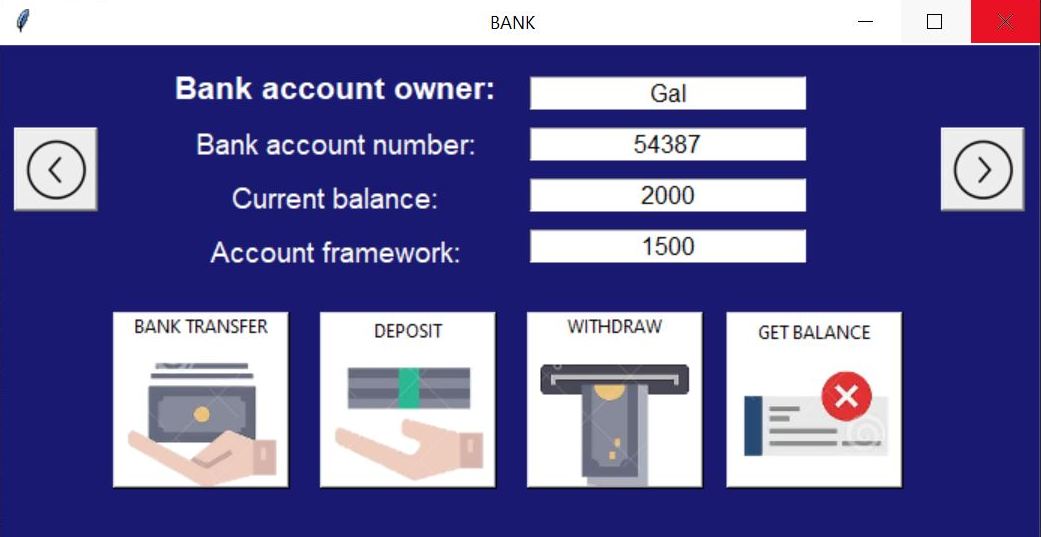 BANK
Bank account owner: Gal
Bank account number: 54387
Current balance: 2000
Account framework: 1500
BANK TRANSFER DEPOSIT WITHDRAW GET BALANCE